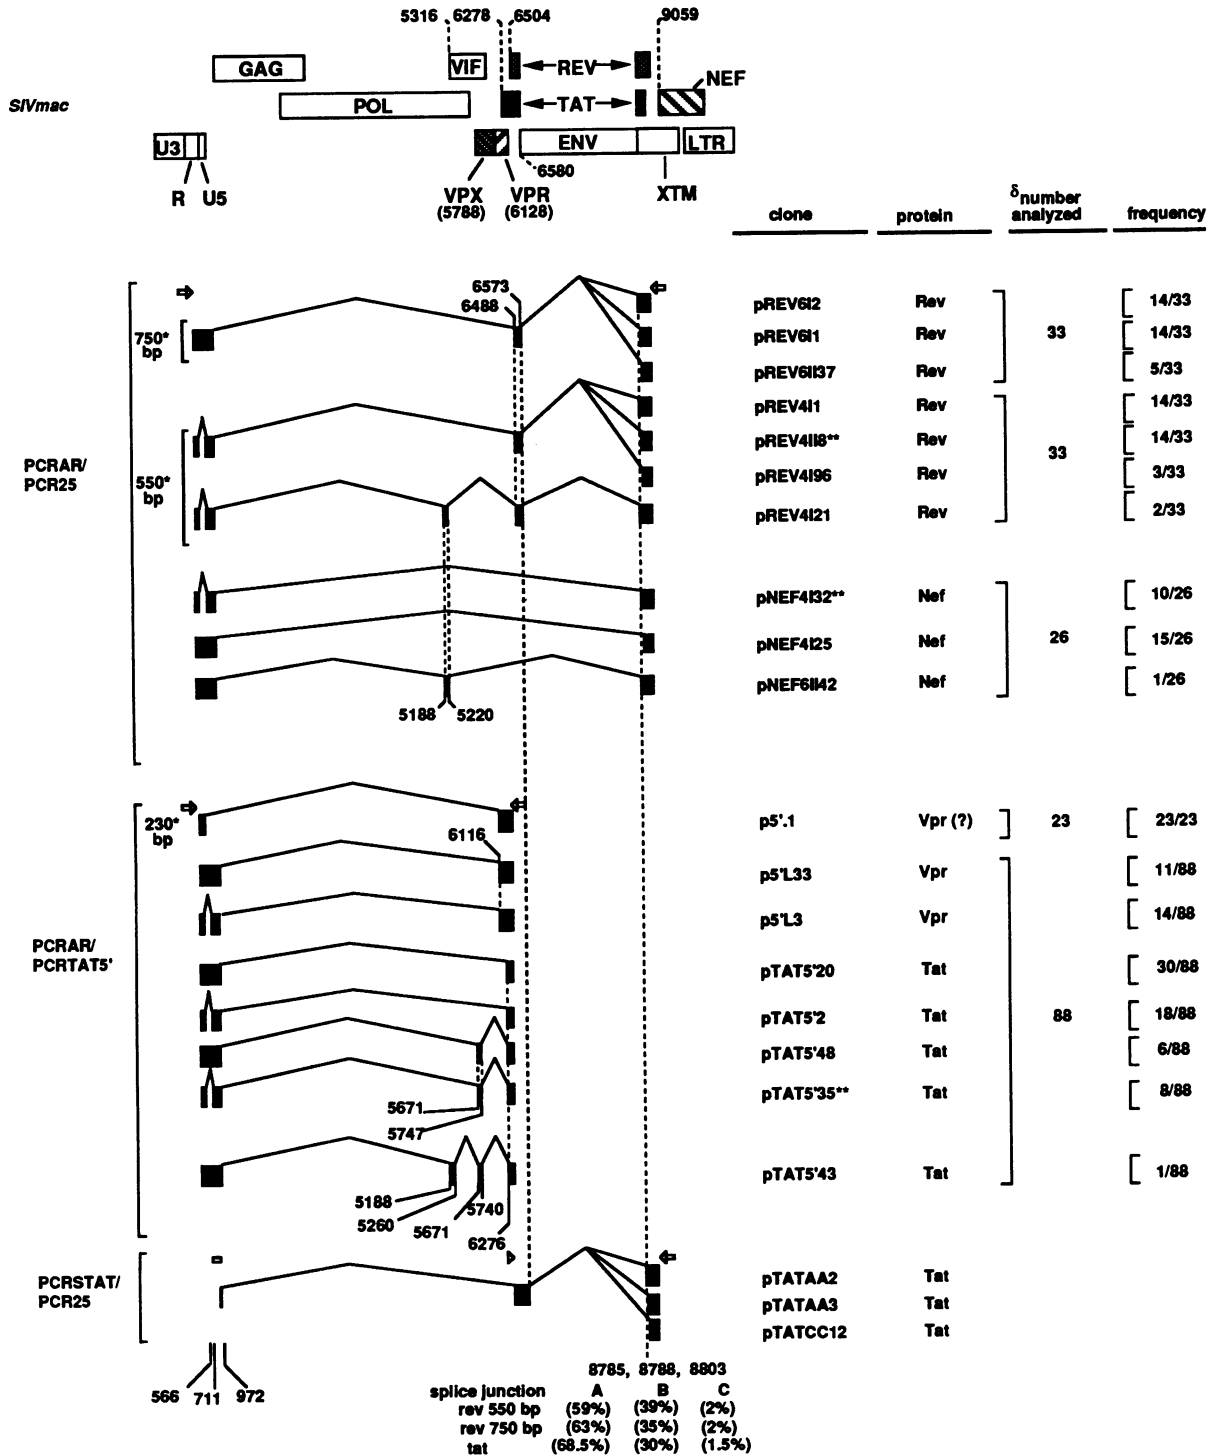 5316 6278 6504 9059
GAG VIF REV NEF
SIVmac POL TAT
U3 ENV LTR
6580
R U5 VPX VPR XTM
(5788) (6128)
δnumber
clone protein analyzed frequency
6573
6488
750*
bp
pREV6I2 Rev 14/33
pREV6I1 Rev 33 14/33
pREV6II37 Rev 5/33
PCRAR/
PCR25
550*
bp
pREV4I1 Rev 14/33
pREV4II8** Rev 33 14/33
pREV4I96 Rev 3/33
pREV4I21 Rev 2/33
pNEF4I32** Nef 10/26
pNEF4I25 Nef 26 15/26
pNEF6II42 Nef 1/26
5188 5220
PCRAR/
PCRTAT5'
230*
bp
6116
p5'.1 Vpr (?) 23 23/23
p5'L33 Vpr 11/88
p5'L3 Vpr 14/88
pTAT5'20 Tat 30/88
pTAT5'2 Tat 88 18/88
pTAT5'48 Tat 6/88
pTAT5'35** Tat 8/88
5671
5747
pTAT5'43 Tat 1/88
5188 5740
5260 5671
6276
PCRSTAT/
PCR25
pTATAA2 Tat
pTATAA3 Tat
pTATCC12 Tat
566 711 972
8785, 8788, 8803
splice junction A B C
rev 550 bp (59%) (39%) (2%)
rev 750 bp (63%) (35%) (2%)
tat (68.5%) (30%) (1.5%)